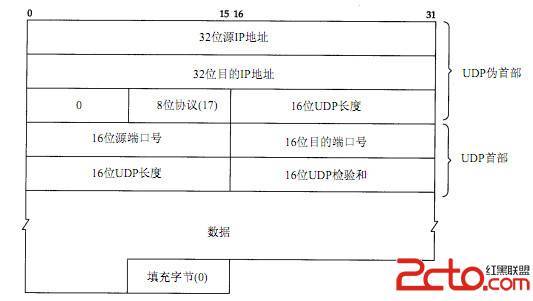 0 15 16 31
32位源IP地址
32位目的IP地址
UDP伪首部
0 8位协议(17) 16位UDP长度
16位源端口号 16位目的端口号
UDP首部
16位UDP长度 16位UDP检验和
数据
填充字节(0)
2cto.com
红黑联盟